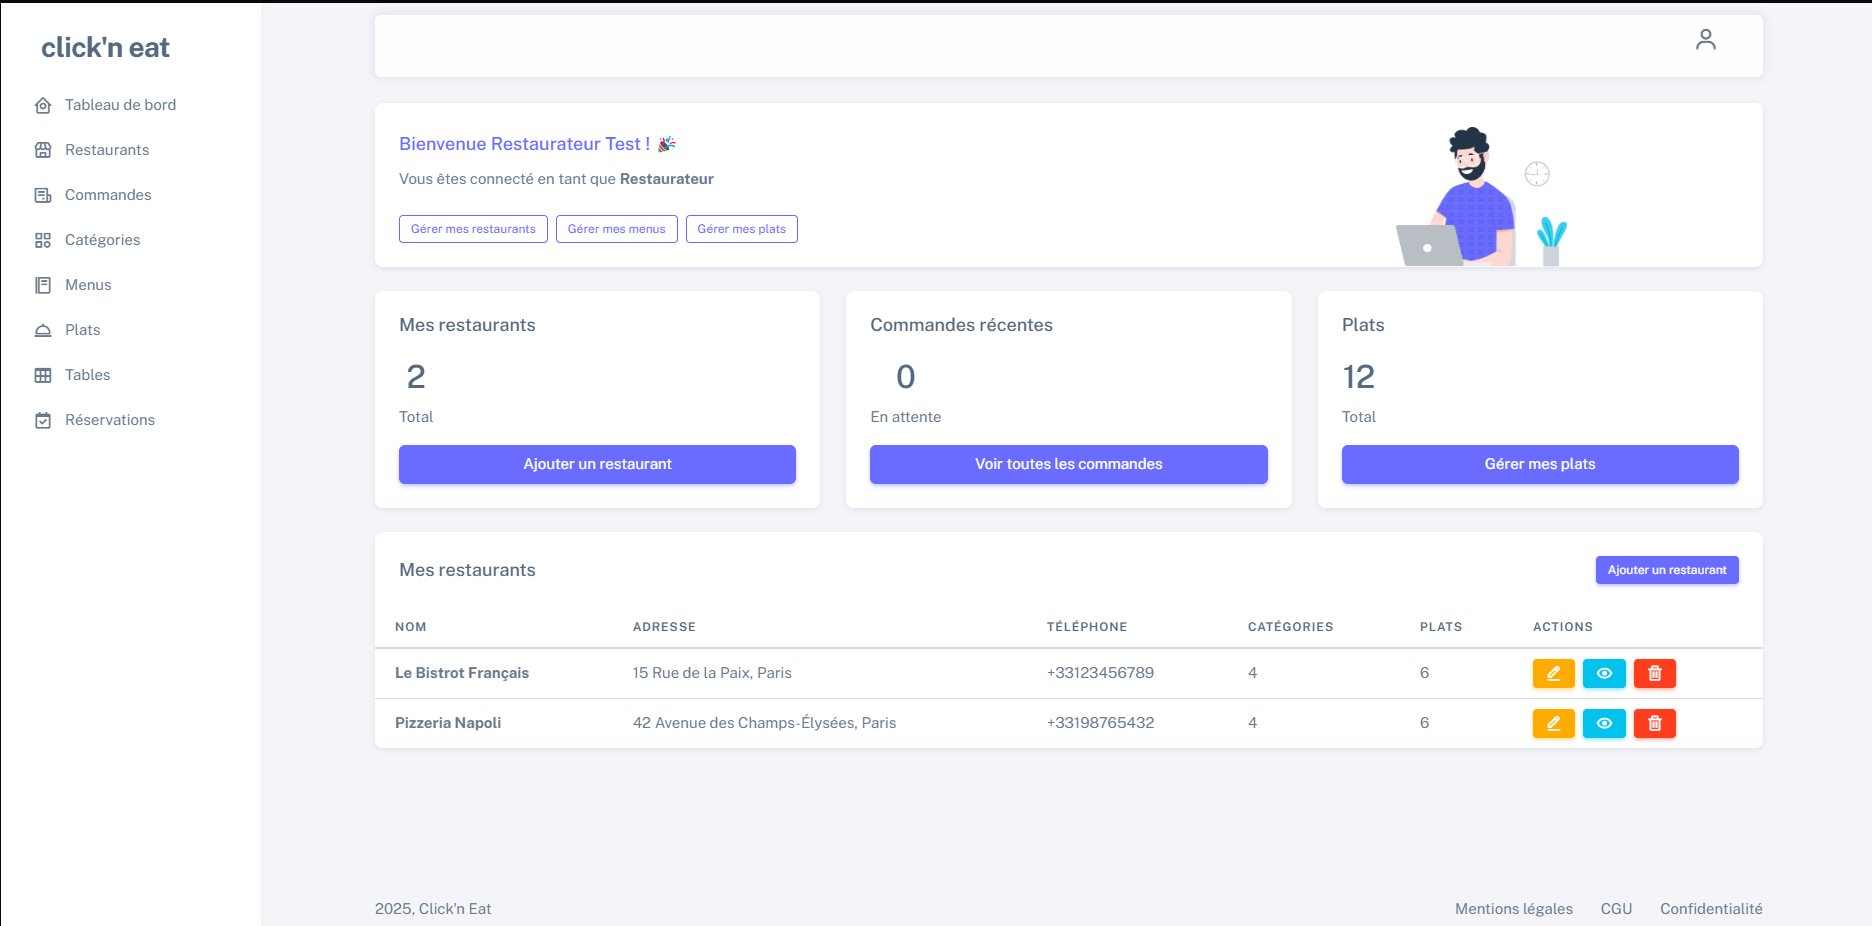 click'n eat
Tableau de bord
Restaurants
Commandes
Catégories
Menus
Plats
Tables
Réservations
Bienvenue Restaurateur Test ! 🎉
Vous êtes connecté en tant que Restaurateur
Gérer mes restaurants Gérer mes menus Gérer mes plats
Mes restaurants
2
Total
Ajouter un restaurant
Commandes récentes
0
En attente
Voir toutes les commandes
Plats
12
Total
Gérer mes plats
Mes restaurants Ajouter un restaurant
NOM ADRESSE TÉLÉPHONE CATÉGORIES PLATS ACTIONS
Le Bistrot Français 15 Rue de la Paix, Paris +33123456789 4 6
Pizzeria Napoli 42 Avenue des Champs-Élysées, Paris +33198765432 4 6
2025, Click'n Eat Mentions légales CGU Confidentialité